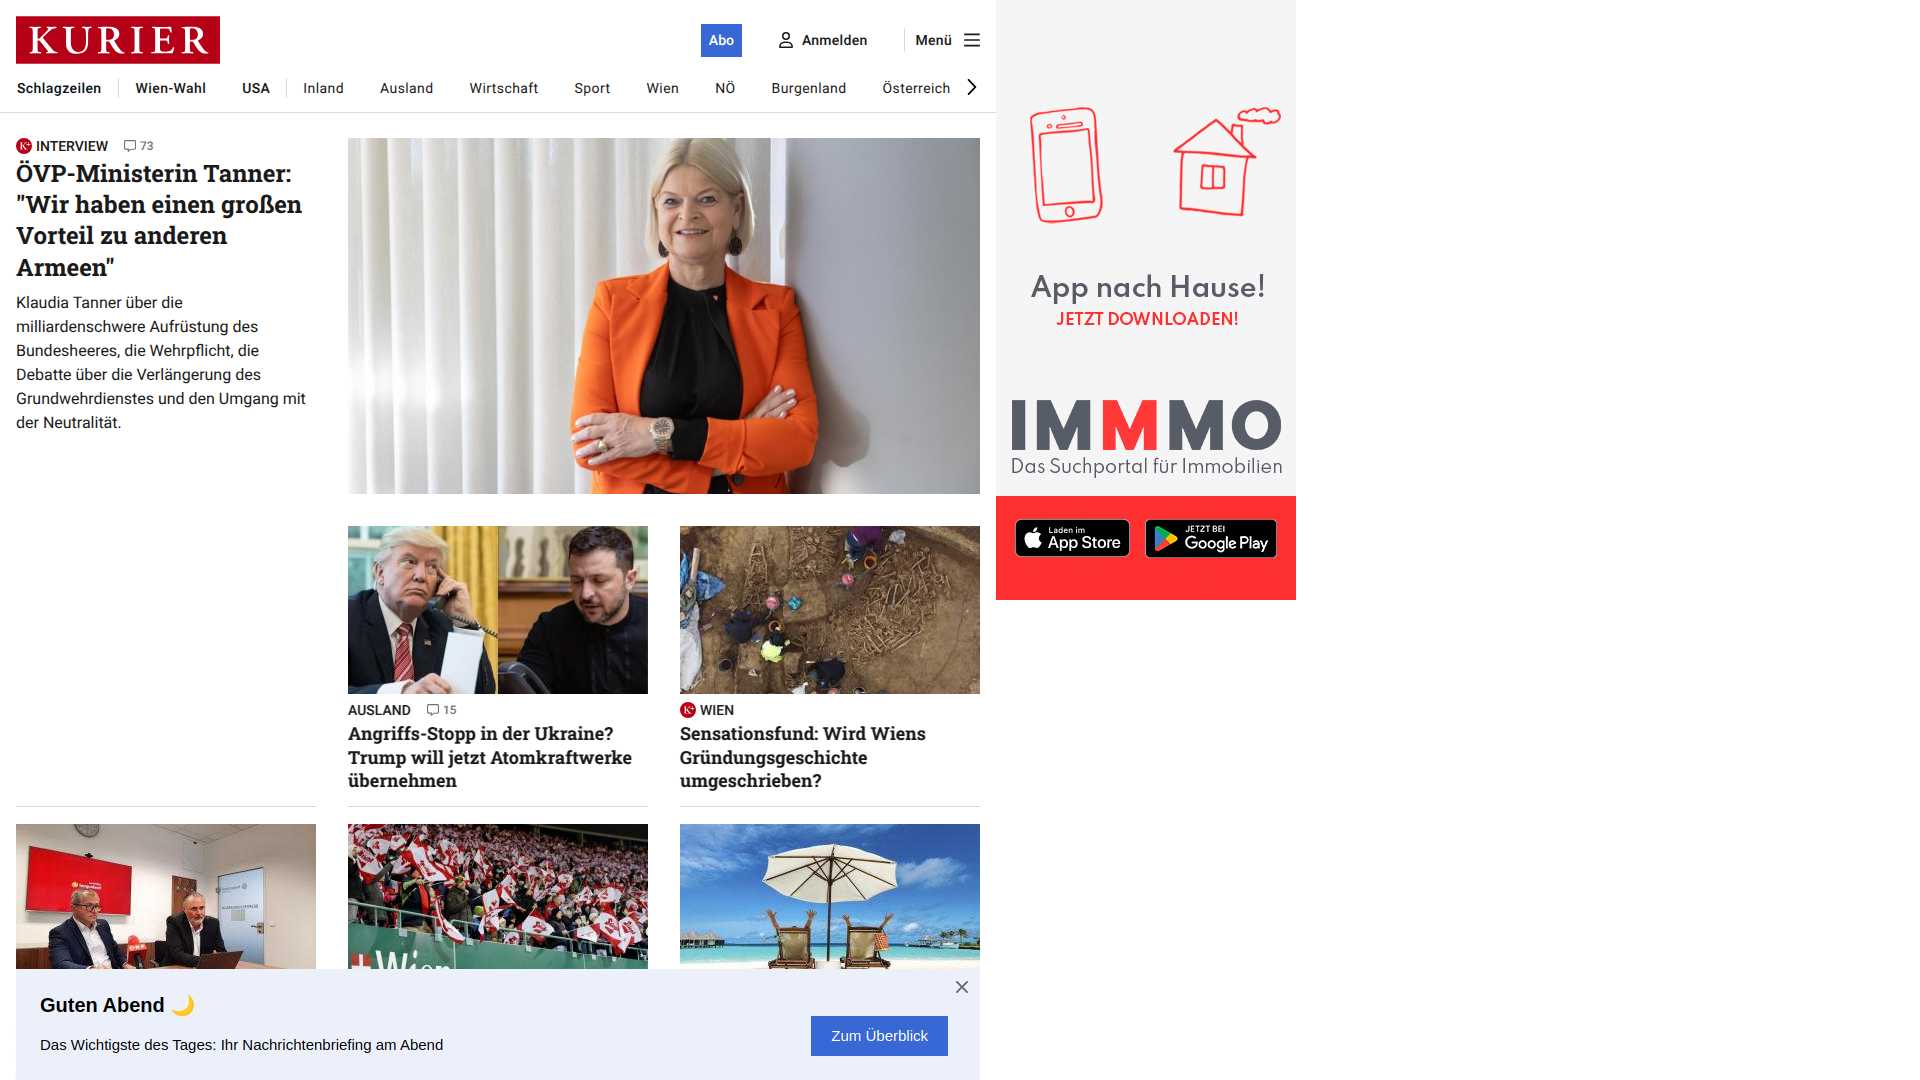 KURIER
Abo
Anmelden
Menü
Schlagzeilen
Wien-Wahl
USA
Inland
Ausland
Wirtschaft
Sport
Wien
NÖ
Burgenland
Österreich
K+ INTERVIEW 73
ÖVP-Ministerin Tanner:
"Wir haben einen großen
Vorteil zu anderen
Armeen"
Klaudia Tanner über die
milliardenschwere Aufrüstung des
Bundesheeres, die Wehrpflicht, die
Debatte über die Verlängerung des
Grundwehrdienstes und den Umgang mit
der Neutralität.
AUSLAND 15
Angriffs-Stopp in der Ukraine?
Trump will jetzt Atomkraftwerke
übernehmen
K+ WIEN
Sensationsfund: Wird Wiens
Gründungsgeschichte
umgeschrieben?
Wien
Guten Abend 🌙
Das Wichtigste des Tages: Ihr Nachrichtenbriefing am Abend
Zum Überblick
App nach Hause!
JETZT DOWNLOADEN!
IMMMO
Das Suchportal für Immobilien
Laden im
App Store
JETZT BEI
Google Play